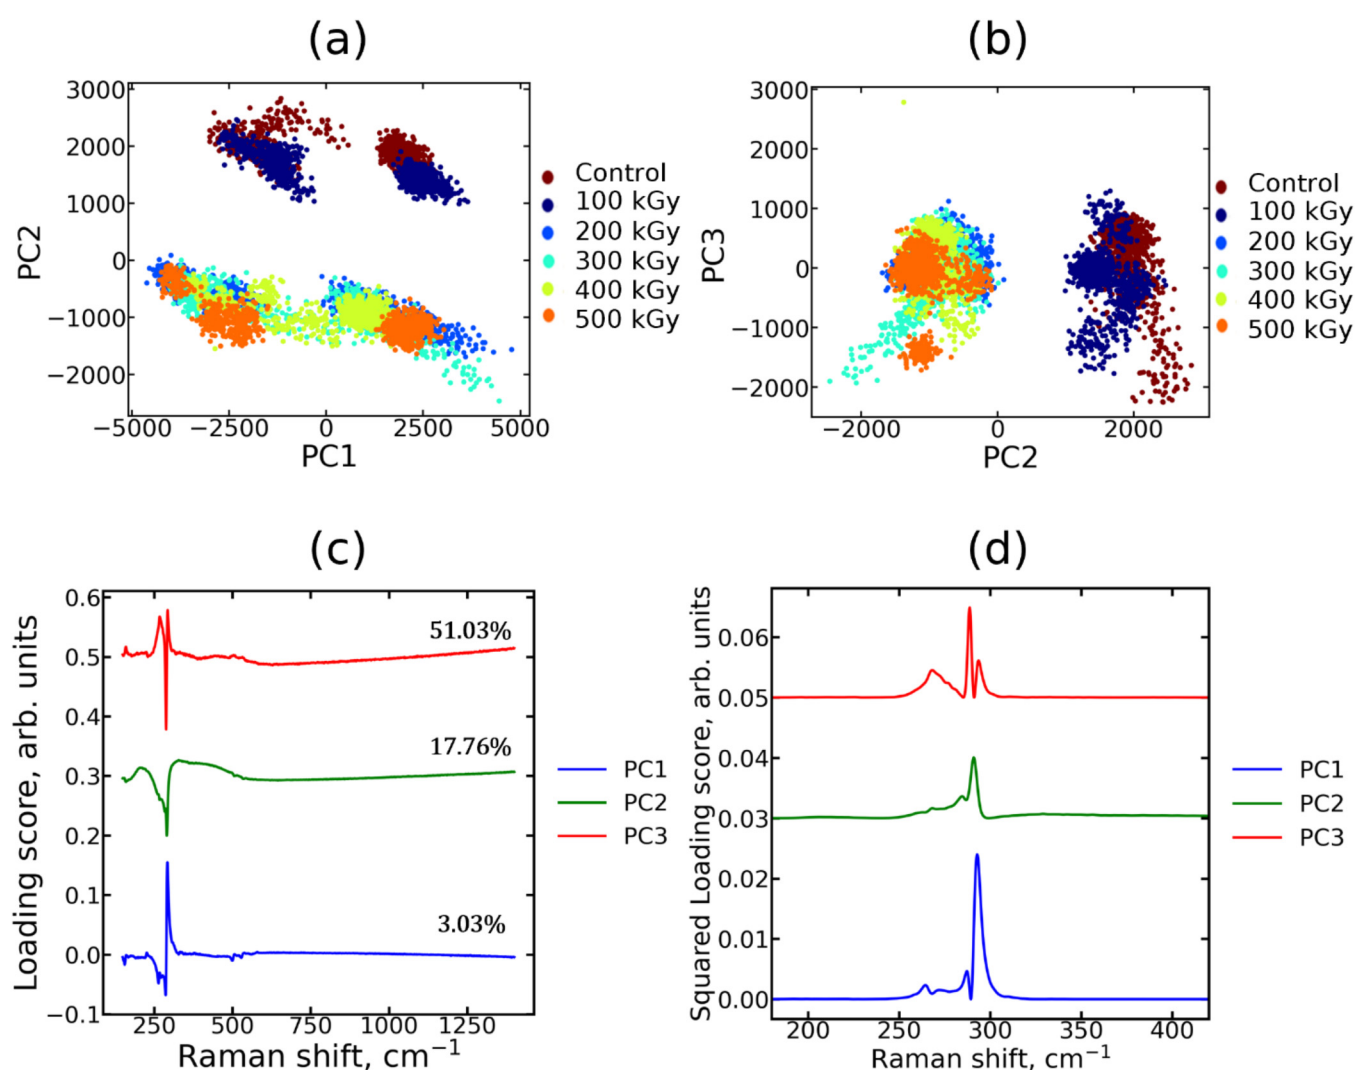 (a)
3000
2000
1000
0
−1000
−2000
PC2
−5000 −2500 0 2500 5000
PC1
Control
100 kGy
200 kGy
300 kGy
400 kGy
500 kGy
(b)
3000
2000
1000
0
−1000
−2000
PC3
−2000 0 2000
PC2
Control
100 kGy
200 kGy
300 kGy
400 kGy
500 kGy
(c)
0.6
0.5
0.4
0.3
0.2
0.1
0.0
−0.1
Loading score, arb. units
51.03%
17.76%
3.03%
250 500 750 1000 1250
Raman shift, cm−1
PC1
PC2
PC3
(d)
0.06
0.05
0.04
0.03
0.02
0.01
0.00
Squared Loading score, arb. units
200 250 300 350 400
Raman shift, cm−1
PC1
PC2
PC3